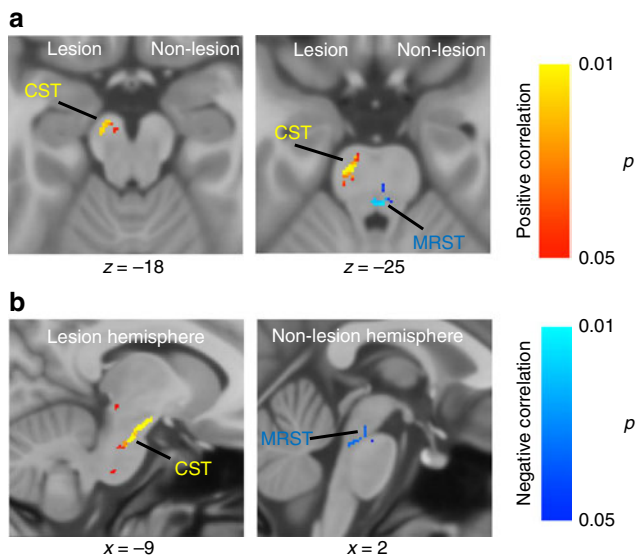 a
Lesion
Non-lesion
CST
z = –18
Lesion
Non-lesion
CST
MRST
z = –25
0.01
Positive correlation
p
0.05
b
Lesion hemisphere
CST
x = –9
Non-lesion hemisphere
MRST
x = 2
0.01
Negative correlation
p
0.05